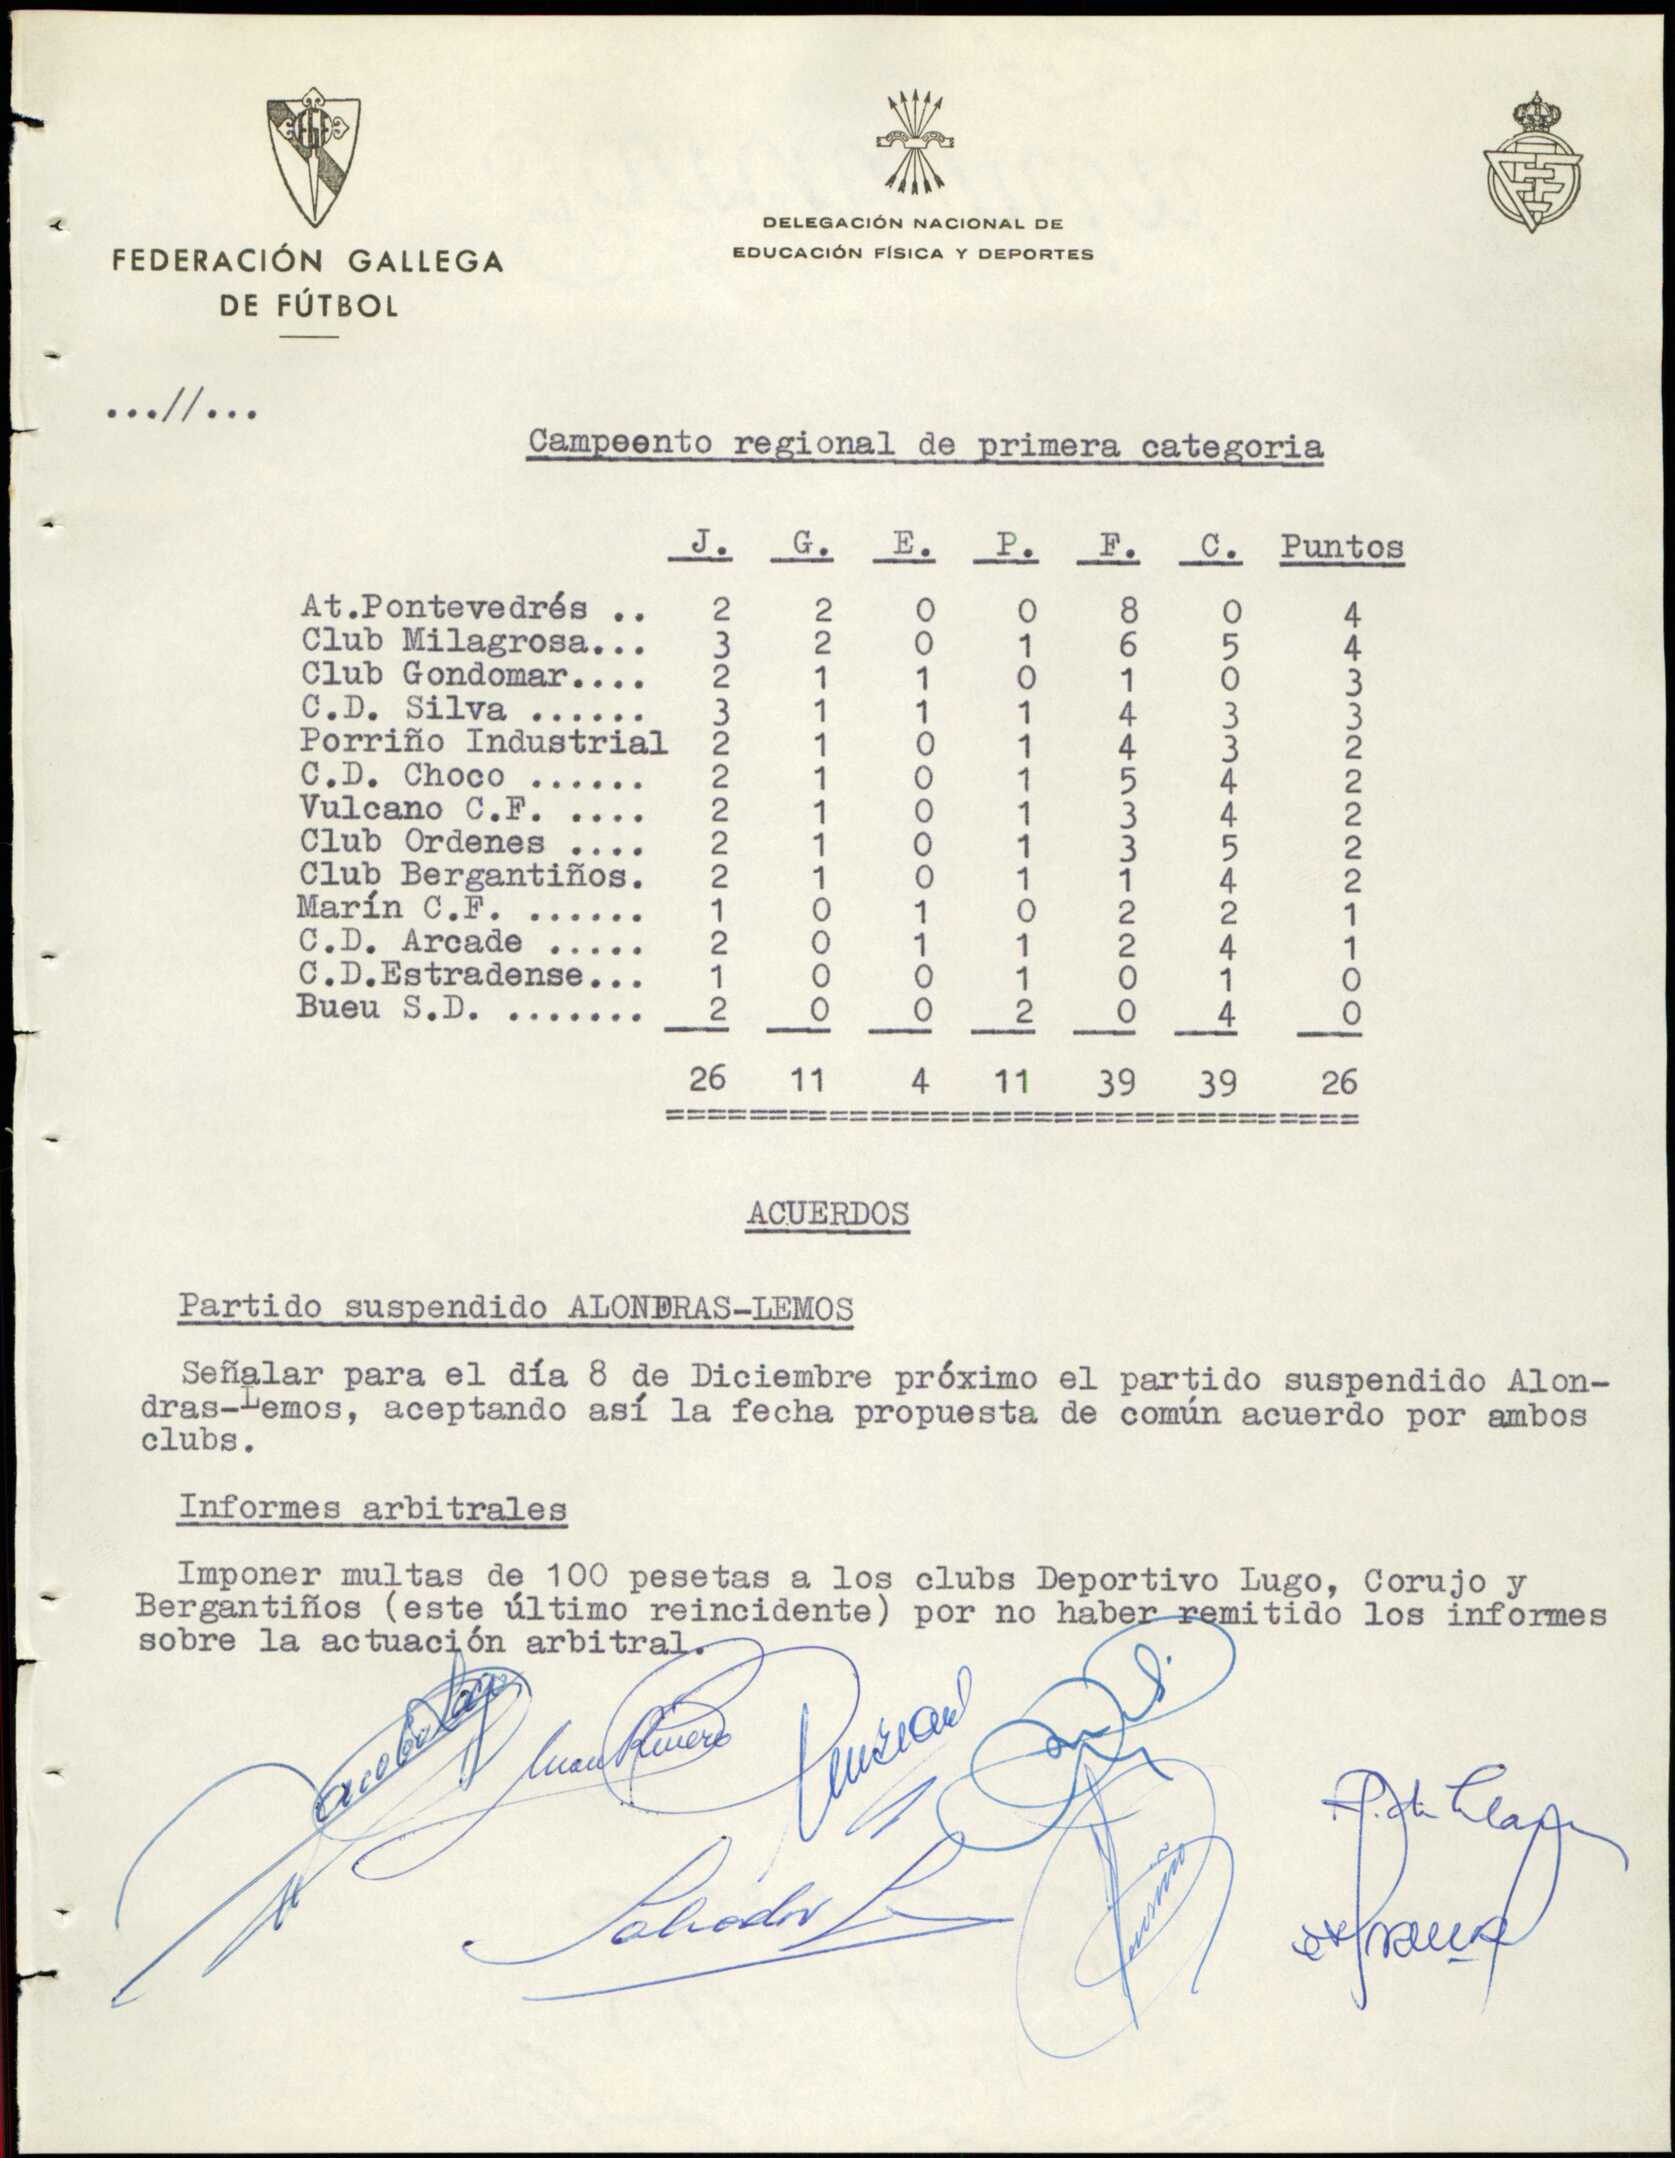 FEDERACIÓN GALLEGA
DE FÚTBOL
DELEGACIÓN NACIONAL DE
EDUCACIÓN FÍSICA Y DEPORTES
...//...
Campeonto regional de primera categoria
J. G. E. P. F. C. Puntos
At.Pontevedrés .. 2 2 0 0 8 0 4
Club Milagrosa... 3 2 0 1 6 5 4
Club Gondomar.... 2 1 1 0 1 0 3
C.D. Silva ...... 3 1 1 1 4 3 3
Porriño Industrial 2 1 0 1 4 3 2
C.D. Choco ...... 2 1 0 1 5 4 2
Vulcano C.F. .... 2 1 0 1 3 4 2
Club Ordenes .... 2 1 0 1 3 5 2
Club Bergantiños. 2 1 0 1 1 4 2
Marín C.F. ...... 1 0 1 0 2 2 1
C.D. Arcade ..... 2 0 1 1 2 4 1
C.D.Estradense... 1 0 0 1 0 1 0
Bueu S.D. ....... 2 0 0 2 0 4 0
26 11 4 11 39 39 26
==================================
ACUERDOS
Partido suspendido ALONDRAS-LEMOS
Señalar para el día 8 de Diciembre próximo el partido suspendido Alon-
dras-Lemos, aceptando así la fecha propuesta de común acuerdo por ambos
clubs.
Informes arbitrales
Imponer multas de 100 pesetas a los clubs Deportivo Lugo, Corujo y
Bergantiños (este último reincidente) por no haber remitido los informes
sobre la actuación arbitral.
Juan Rivero
Salvador